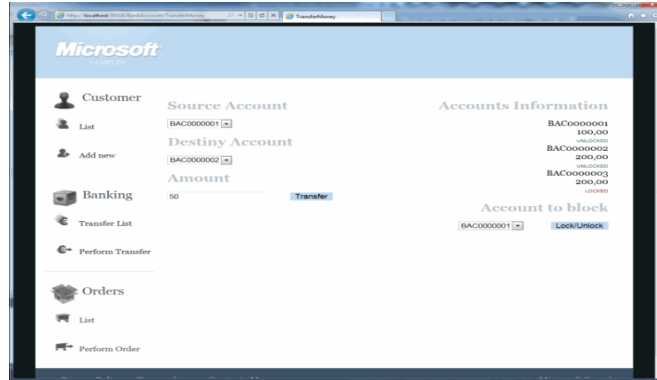 TransferMoney
Microsoft
SAMPLES
Customer
List
Add new
Banking
Transfer List
Perform Transfer
Orders
List
Perform Order
Source Account
BAC0000001
Destiny Account
BAC0000002
Amount
50
Transfer
Accounts Information
BAC0000001
100,00
UNLOCKED
BAC0000002
200,00
UNLOCKED
BAC0000003
200,00
LOCKED
Account to block
BAC0000001
Lock/Unlock